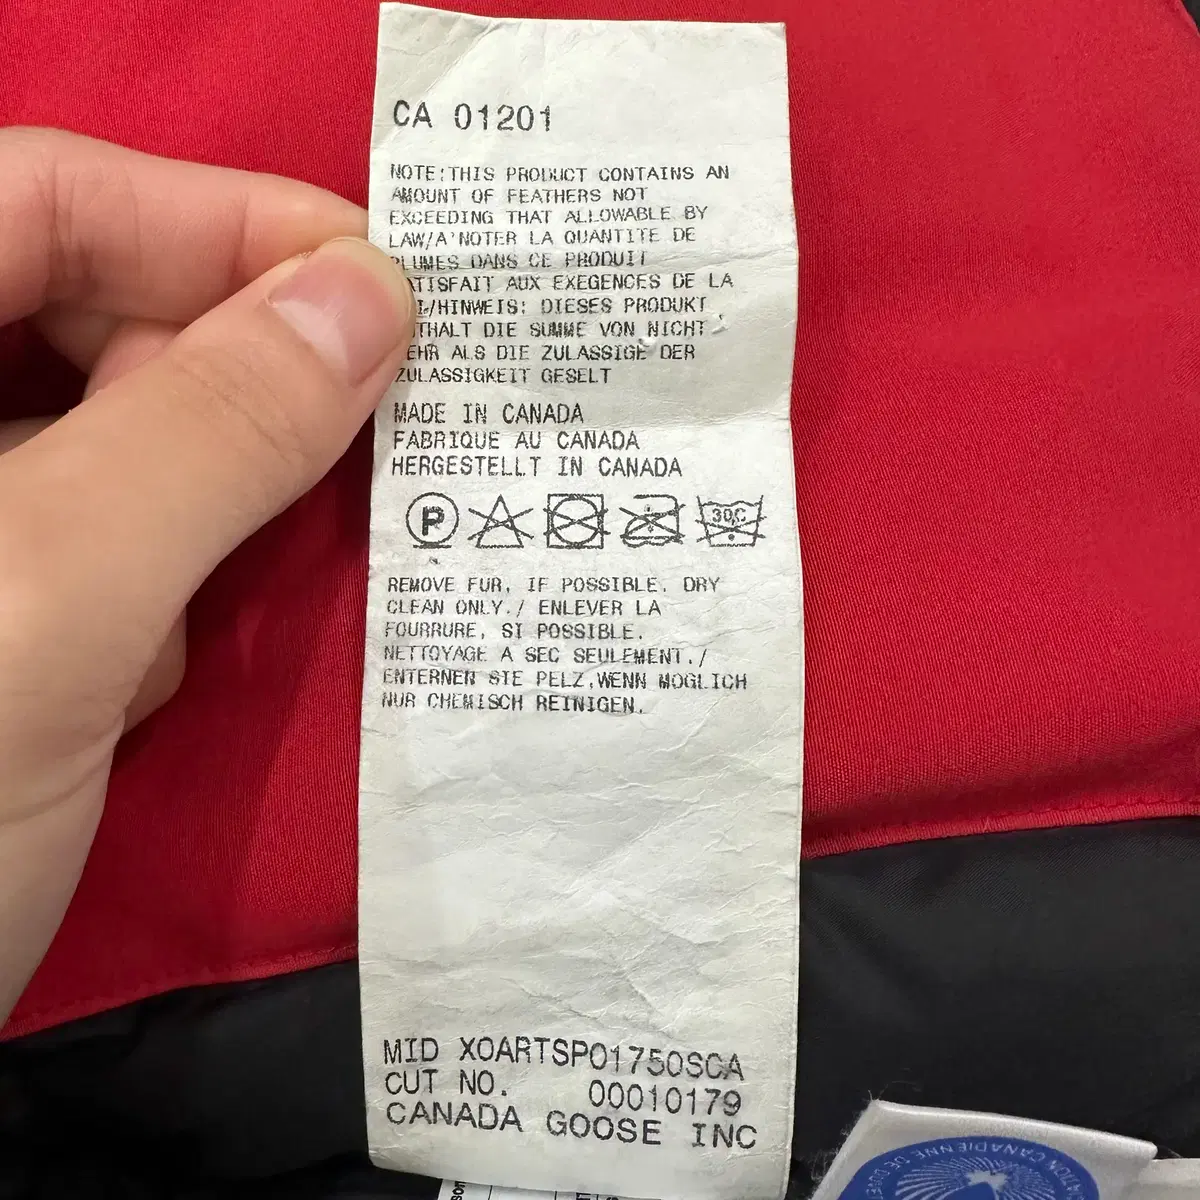 CA 01201
NOTE:THIS PRODUCT CONTAINS AN
AMOUNT OF FEATHERS NOT
EXCEEDING THAT ALLOWABLE BY
LAW/A'NOTER LA QUANTITE DE
PLUMES DANS CE PRODUIT
ATISFAIT AUX EXEGENCES DE LA
/HINWEIS: DIESES PRODUKT
THALT DIE SUMME VON NICHT
EHR ALS DIE ZULASSIGE DER
ZULASSIGKEIT GESELT
MADE IN CANADA
FABRIQUE AU CANADA
HERGESTELLT IN CANADA
P 30C
REMOVE FUR, IF POSSIBLE. DRY
CLEAN ONLY./ ENLEVER LA
FOURRURE, SI POSSIBLE.
NETTOYAGE A SEC SEULEMENT./
ENTERNEN SIE PELZ,WENN MOGLICH
NUR CHEMISCH REINIGEN.
MID XOARTSP01750SCA
CUT NO. 00010179
CANADA GOOSE INC
CANADIENNE DE